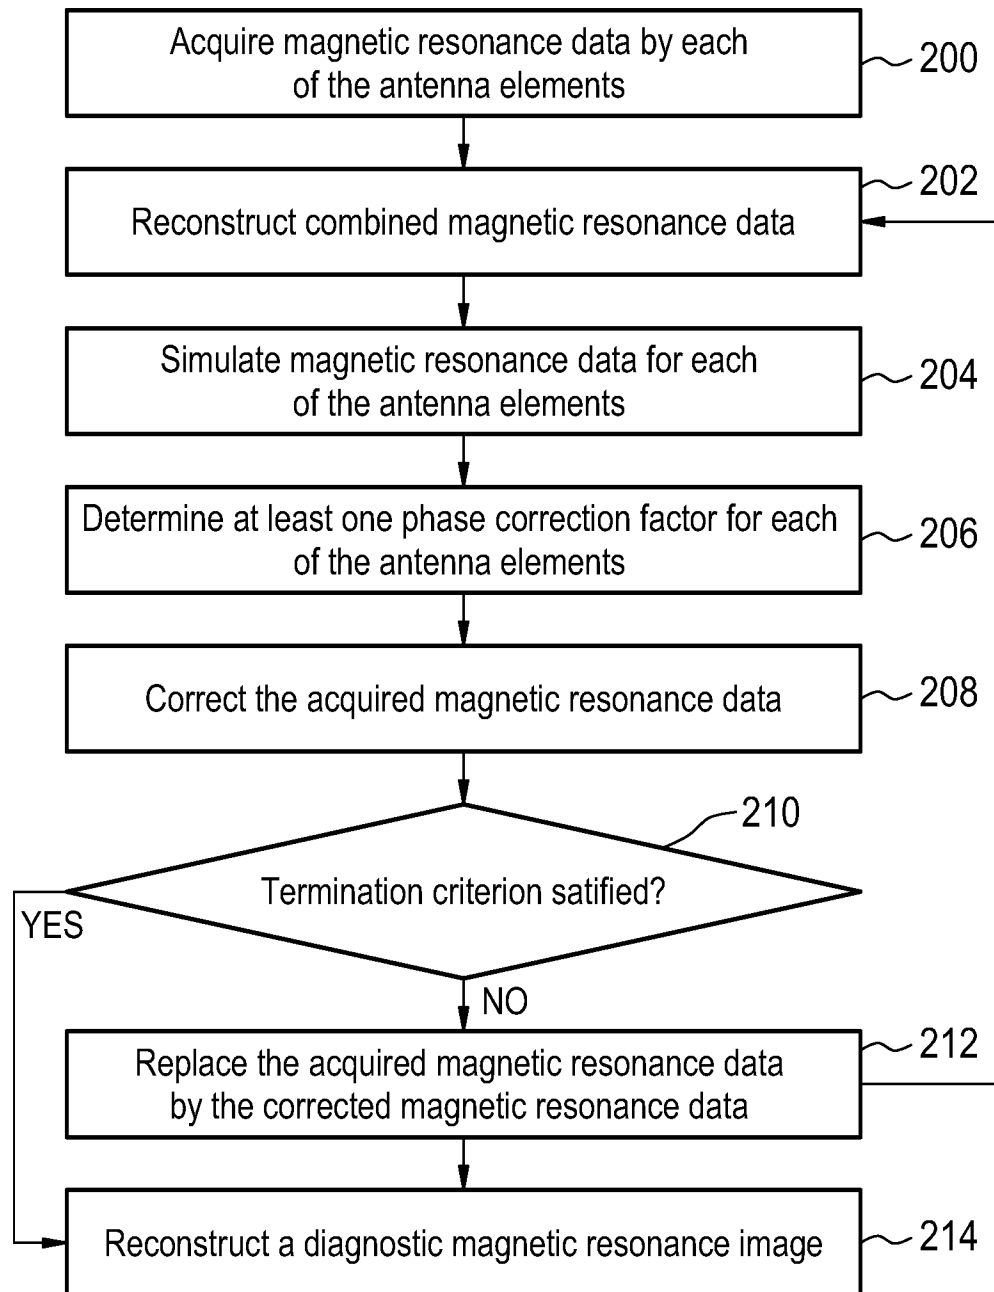 Acquire magnetic resonance data by each
of the antenna elements
200
202
Reconstruct combined magnetic resonance data
Simulate magnetic resonance data for each
of the antenna elements
204
Determine at least one phase correction factor for each
of the antenna elements
206
Correct the acquired magnetic resonance data
208
210
Termination criterion satified?
YES
NO
Replace the acquired magnetic resonance data
by the corrected magnetic resonance data
212
Reconstruct a diagnostic magnetic resonance image
214